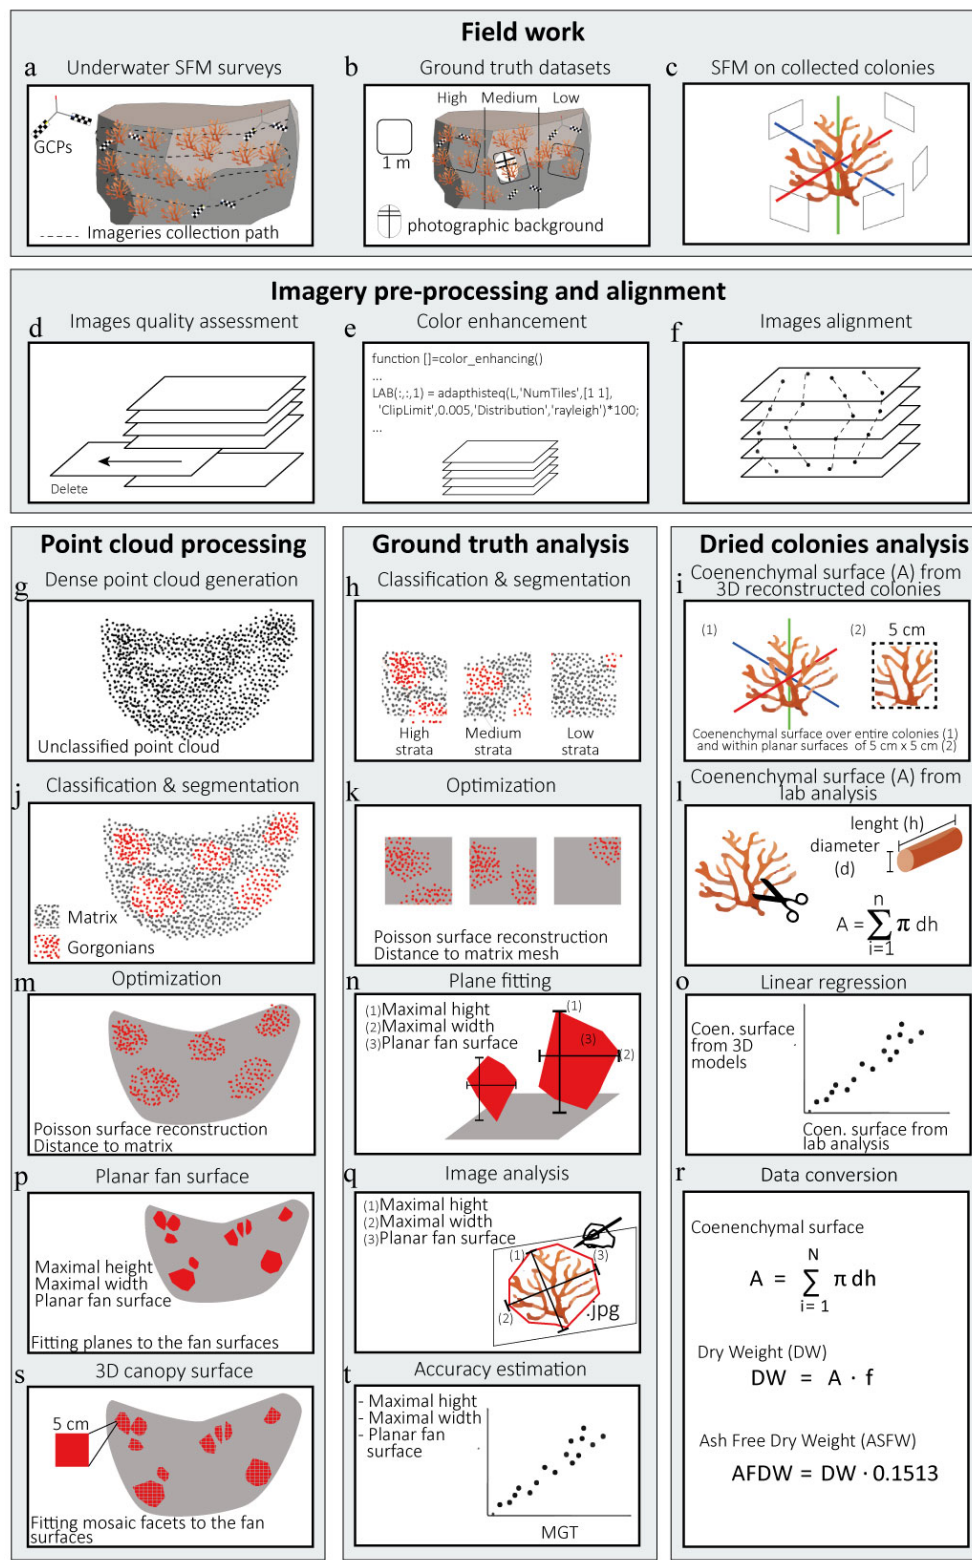 Field work
a
Underwater SFM surveys
GCPs
Imageries collection path
b
Ground truth datasets
High Medium Low
1 m
photographic background
c
SFM on collected colonies
Imagery pre-processing and alignment
d
Images quality assessment
Delete
e
Color enhancement
function []=color_enhancing()
...
LAB(:,:,1) = adapthisteq(L,'NumTiles',[1 1],
'ClipLimit',0.005,'Distribution','rayleigh')*100;
...
f
Images alignment
Point cloud processing
g
Dense point cloud generation
Unclassified point cloud
j
Classification & segmentation
Matrix
Gorgonians
m
Optimization
Poisson surface reconstruction
Distance to matrix
p
Planar fan surface
Maximal height
Maximal width
Planar fan surface
Fitting planes to the fan surfaces
s
3D canopy surface
5 cm
Fitting mosaic facets to the fan
surfaces
Ground truth analysis
h
Classification & segmentation
High
strata
Medium
strata
Low
strata
k
Optimization
Poisson surface reconstruction
Distance to matrix mesh
n
Plane fitting
(1)Maximal hight
(2)Maximal width
(3)Planar fan surface
(1)
(3)
(2)
q
Image analysis
(1)Maximal hight
(2)Maximal width
(3)Planar fan surface
(1)
(3)
(2)
.jpg
t
Accuracy estimation
- Maximal hight
- Maximal width
- Planar fan
surface
MGT
Dried colonies analysis
i
Coenenchymal surface (A) from
3D reconstructed colonies
(1)
(2)
5 cm
Coenenchymal surface over entire colonies (1)
and within planar surfaces of 5 cm x 5 cm (2)
l
Coenenchymal surface (A) from
lab analysis
lenght (h)
diameter
(d)
n
A = ∑ π dh
i=1
o
Linear regression
Coen. surface
from 3D
models
Coen. surface from
lab analysis
r
Data conversion
Coenenchymal surface
N
A = ∑ π dh
i= 1
Dry Weight (DW)
DW = A · f
Ash Free Dry Weight (ASFW)
AFDW = DW · 0.1513